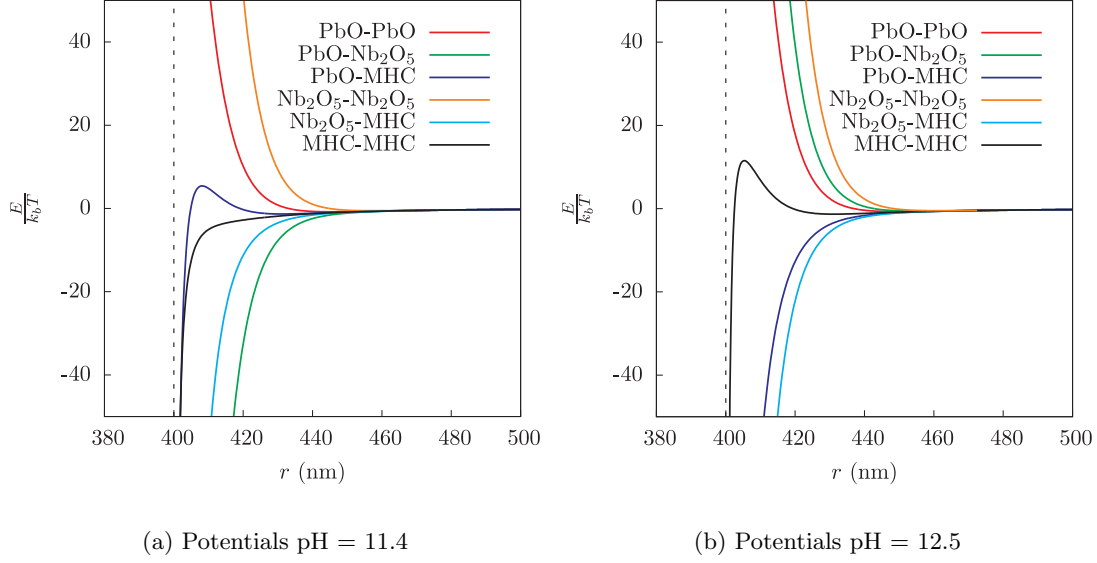 40
20
0
-20
-40
E
k_bT
380
400
420
440
460
480
500
r (nm)
PbO-PbO
PbO-Nb₂O₅
PbO-MHC
Nb₂O₅-Nb₂O₅
Nb₂O₅-MHC
MHC-MHC
(a) Potentials pH = 11.4
40
20
0
-20
-40
E
k_bT
380
400
420
440
460
480
500
r (nm)
PbO-PbO
PbO-Nb₂O₅
PbO-MHC
Nb₂O₅-Nb₂O₅
Nb₂O₅-MHC
MHC-MHC
(b) Potentials pH = 12.5